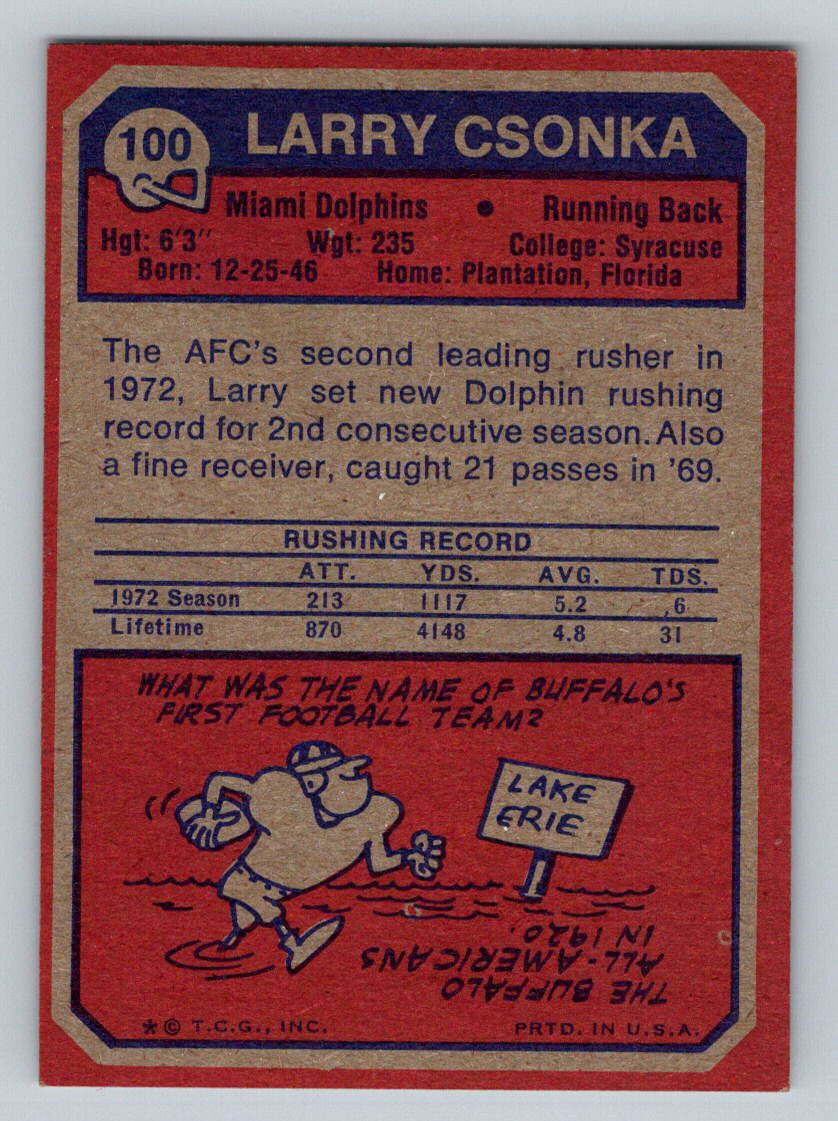 100 LARRY CSONKA
Miami Dolphins • Running Back
Hgt: 6'3" Wgt: 235 College: Syracuse
Born: 12-25-46 Home: Plantation, Florida
The AFC's second leading rusher in
1972, Larry set new Dolphin rushing
record for 2nd consecutive season. Also
a fine receiver, caught 21 passes in '69.
RUSHING RECORD
ATT. YDS. AVG. TDS.
1972 Season 213 1117 5.2 6
Lifetime 870 4148 4.8 31
WHAT WAS THE NAME OF BUFFALO'S
FIRST FOOTBALL TEAM?
LAKE
ERIE
THE BUFFALO
ALL-AMERICANS
IN 1920.
*© T.C.G., INC. PRTD. IN U.S.A.